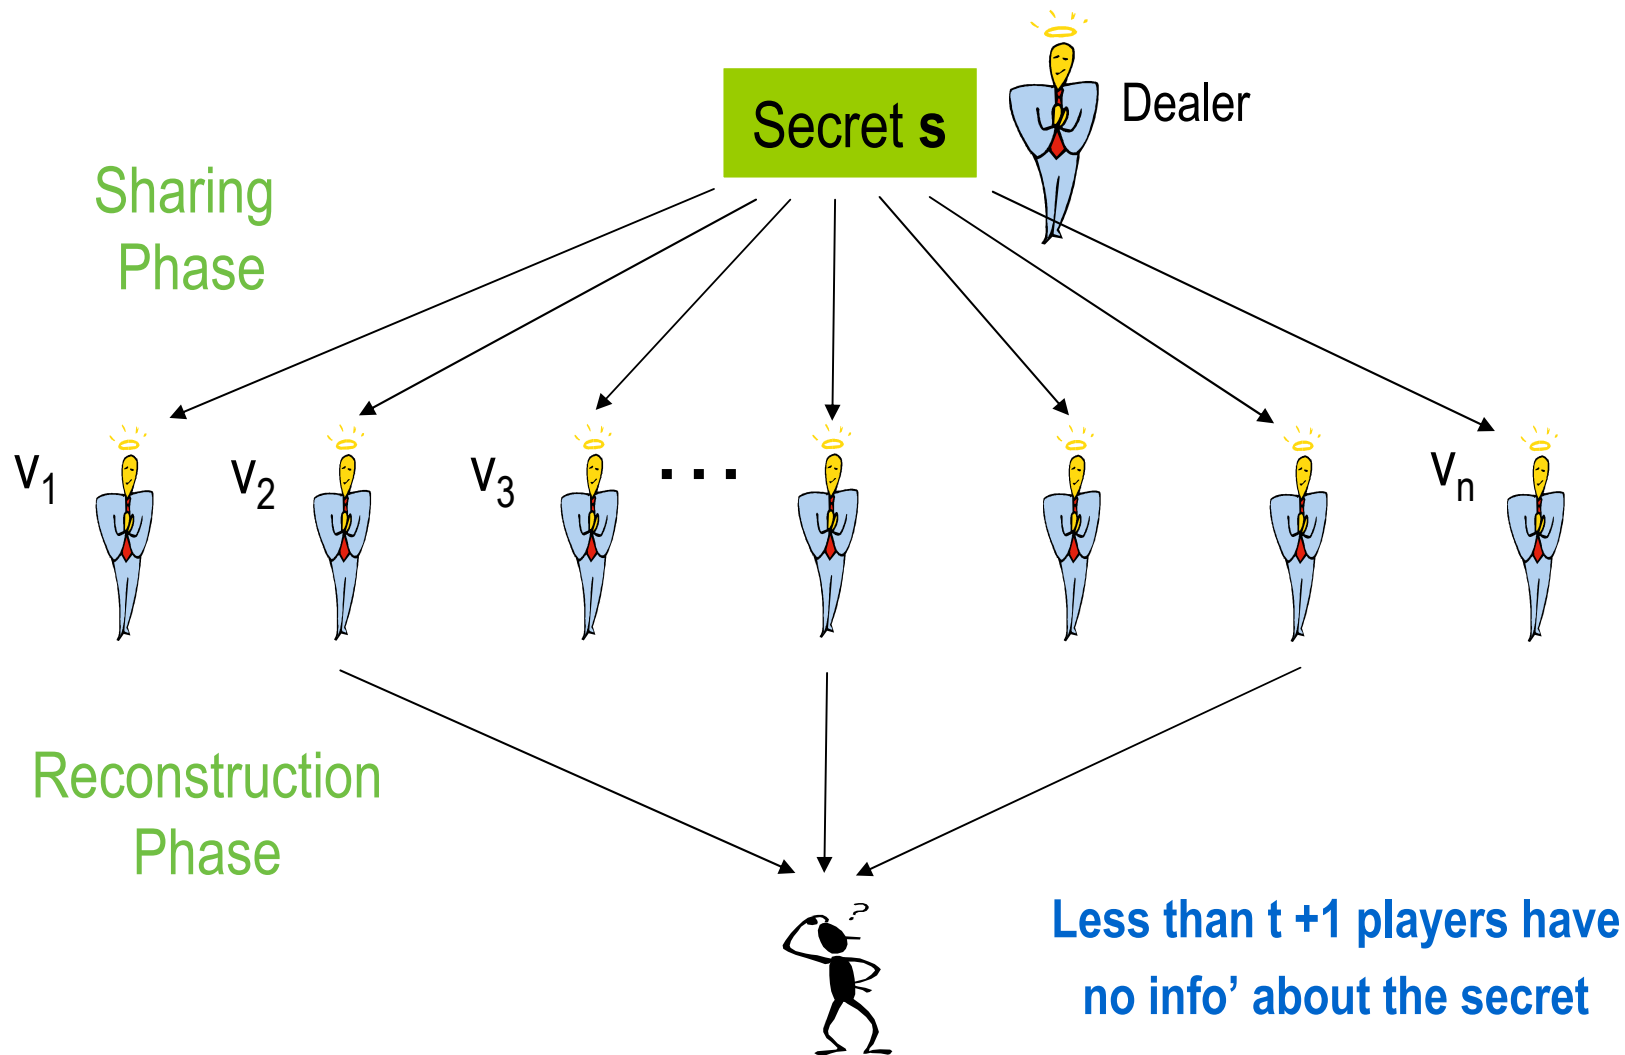 Secret s
Dealer
Sharing
Phase
v1
v2
v3
...
vn
Reconstruction
Phase
?
Less than t +1 players have
no info’ about the secret